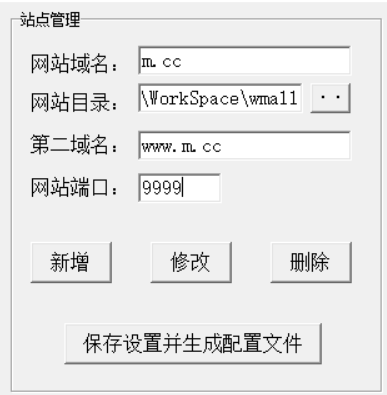 站点管理
网站域名： m.cc
网站目录： \WorkSpace\wmall ..
第二域名： www.m.cc
网站端口： 9999
新增 修改 删除
保存设置并生成配置文件